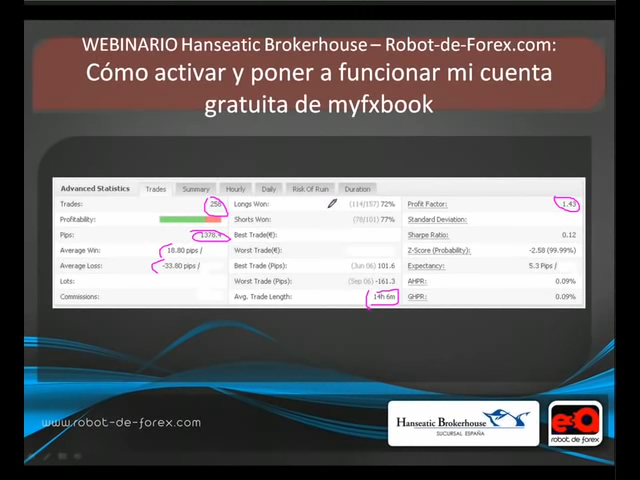 WEBINARIO Hanseatic Brokerhouse – Robot-de-Forex.com:
Cómo activar y poner a funcionar mi cuenta
gratuita de myfxbook
Advanced Statistics Trades Summary Hourly Daily Risk Of Ruin Duration
Trades: 258 Longs Won: (114/157) 72% Profit Factor: 1.43
Profitability: Shorts Won: (78/101) 77% Standard Deviation:
Pips: 1378.4 Best Trade(€): Sharpe Ratio: 0.12
Average Win: 18.80 pips / Worst Trade(€): Z-Score (Probability): -2.58 (99.99%)
Average Loss: -33.80 pips / Best Trade (Pips): (Jun 06) 101.6 Expectancy: 5.3 Pips /
Lots: Worst Trade (Pips): (Sep 06) -161.3 AHPR: 0.09%
Commissions: Avg. Trade Length: 14h 6m GHPR: 0.09%
www.robot-de-forex.com
Hanseatic Brokerhouse
SUCURSAL ESPAÑA
robot de forex